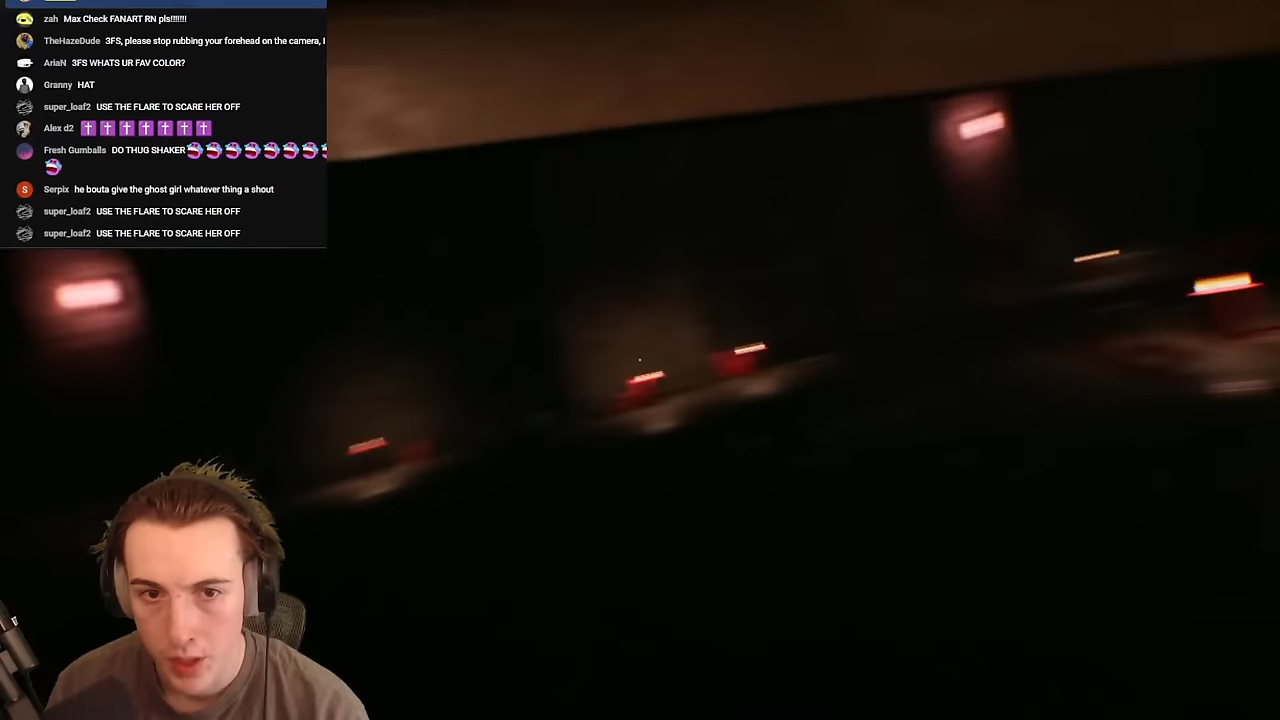 zah Max Check FANART RN pls!!!!!!!
TheHazeDude 3FS, please stop rubbing your forehead on the camera, I
AriaN 3FS WHATS UR FAV COLOR?
Granny HAT
super_loaf2 USE THE FLARE TO SCARE HER OFF
Alex d2
Fresh Gumballs DO THUG SHAKER
S Serpix he bouta give the ghost girl whatever thing a shout
super_loaf2 USE THE FLARE TO SCARE HER OFF
super_loaf2 USE THE FLARE TO SCARE HER OFF